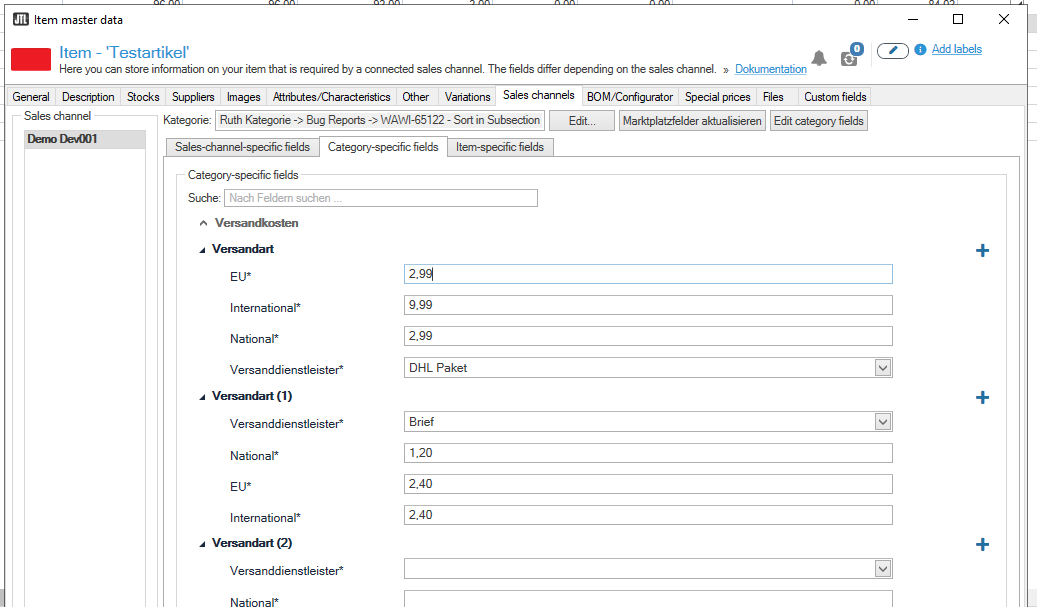 JTL Item master data
Item - 'Testartikel'
Here you can store information on your item that is required by a connected sales channel. The fields differ depending on the sales channel. » Dokumentation
0
Add labels
General Description Stocks Suppliers Images Attributes/Characteristics Other Variations Sales channels BOM/Configurator Special prices Files Custom fields
Sales channel
Demo Dev001
Kategorie: Ruth Kategorie -> Bug Reports -> WAWI-65122 - Sort in Subsection Edit... Marktplatzfelder aktualisieren Edit category fields
Sales-channel-specific fields Category-specific fields Item-specific fields
Category-specific fields
Suche: Nach Feldern suchen ...
Versandkosten
Versandart
EU* 2,99
International* 9,99
National* 2,99
Versanddienstleister* DHL Paket
Versandart (1)
Versanddienstleister* Brief
National* 1,20
EU* 2,40
International* 2,40
Versandart (2)
Versanddienstleister*
National*